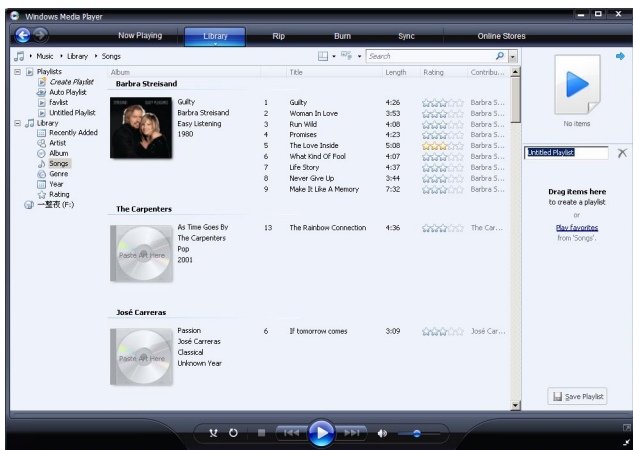 Windows Media Player
Now Playing Library Rip Burn Sync Online Stores
Music Library Songs Search
Playlists
Create Playlist
Auto Playlist
favlist
Untitled Playlist
Library
Recently Added
Artist
Album
Songs
Genre
Year
Rating
一整夜 (F:)
Album Title Length Rating Contribu...
Barbra Streisand
Guilty
Barbra Streisand
Easy Listening
1980
1 Guilty 4:26 Barbra S...
2 Woman In Love 3:53 Barbra S...
3 Run Wild 4:08 Barbra S...
4 Promises 4:23 Barbra S...
5 The Love Inside 5:08 Barbra S...
6 What Kind Of Fool 4:07 Barbra S...
7 Life Story 4:37 Barbra S...
8 Never Give Up 3:44 Barbra S...
9 Make It Like A Memory 7:32 Barbra S...
The Carpenters
Paste Art Here
As Time Goes By
The Carpenters
Pop
2001
13 The Rainbow Connection 4:36 The Car...
José Carreras
Paste Art Here
Passion
José Carreras
Classical
Unknown Year
6 If tomorrow comes 3:09 José Car...
No items
Untitled Playlist
Drag items here
to create a playlist
or
Play favorites
from 'Songs'.
Save Playlist